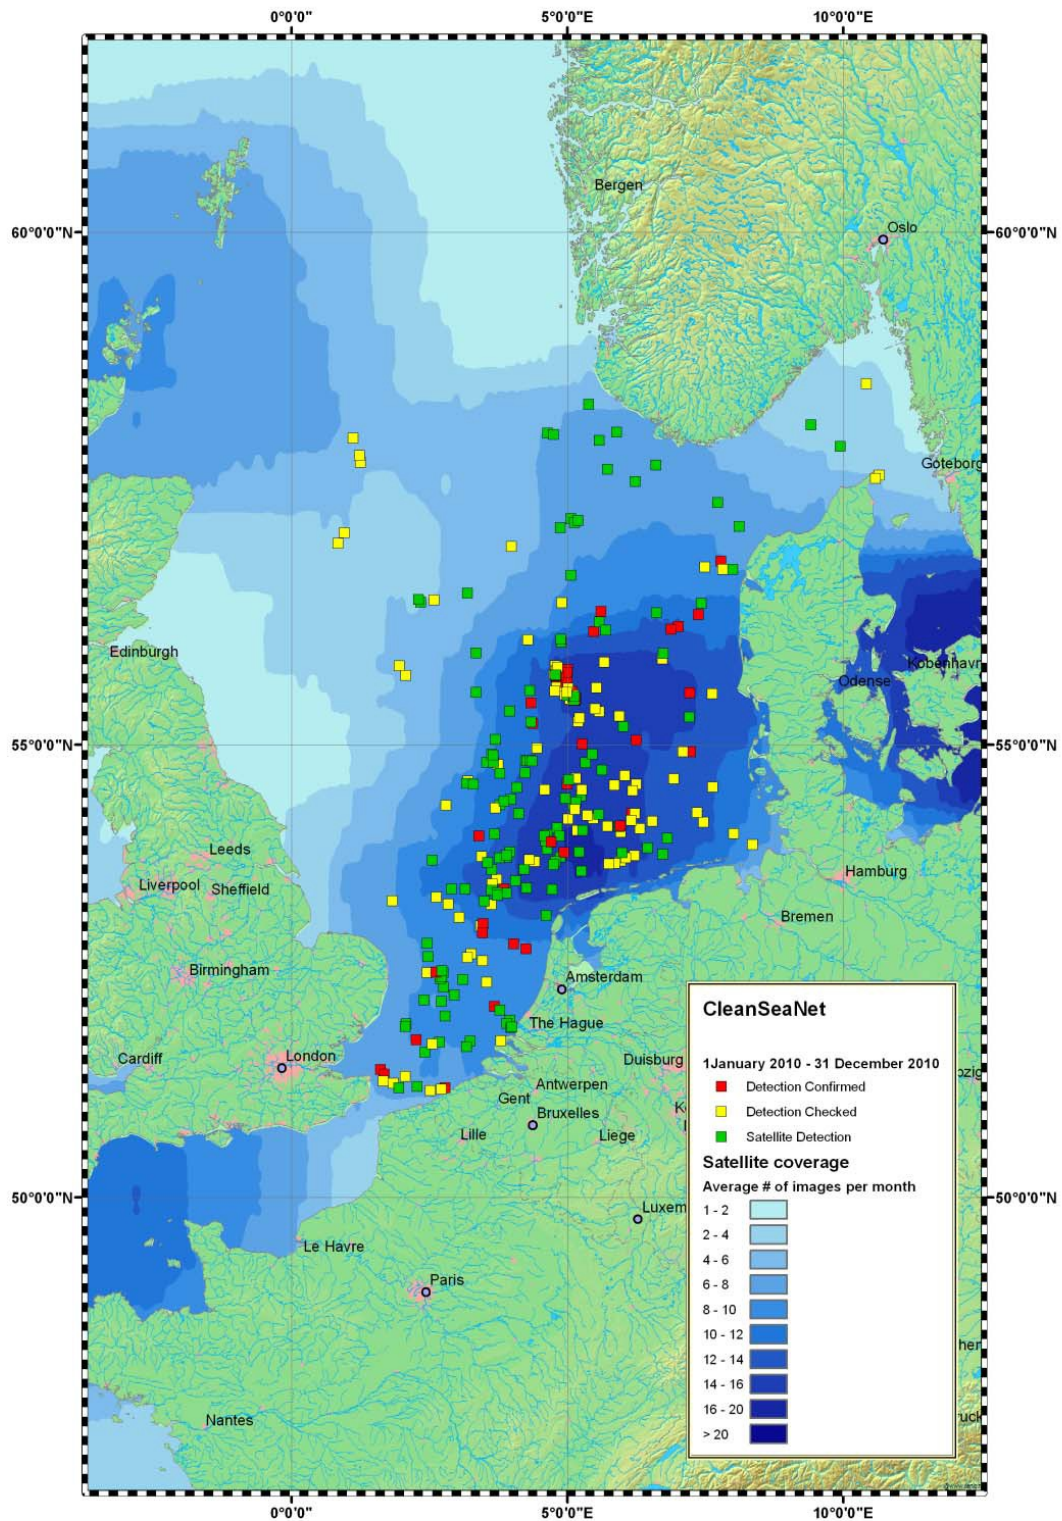 0°0'0" 5°0'0"E 10°0'0"E
Bergen
60°0'0"N 60°0'0"N
Oslo
Goteborg
Edinburgh
København
Odense
55°0'0"N 55°0'0"N
Leeds
Hamburg
Liverpool Sheffield
Bremen
Birmingham
Amsterdam
CleanSeaNet
The Hague
London
Cardiff
Duisburg
1January 2010 - 31 December 2010
Detection Confirmed
Antwerpen
Gent
Bruxelles
Detection Checked
Lille
Liege
Satellite Detection
Satellite coverage
Average # of images per month
50°0'0"N 50°0'0"N
Luxem
1 - 2
2 - 4
Le Havre
4 - 6
Paris
6 - 8
8 - 10
10 - 12
12 - 14
14 - 16
16 - 20
Nantes
> 20
0°0'0" 5°0'0"E 10°0'0"E